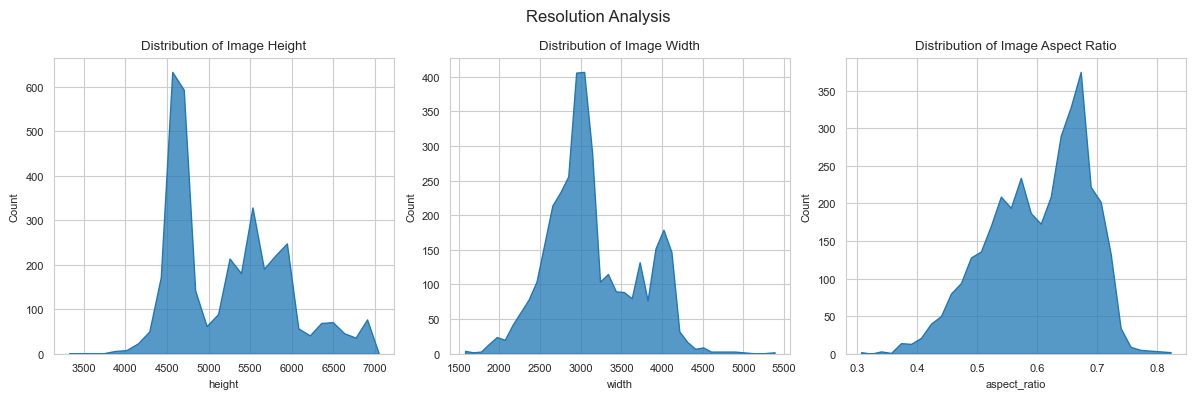 Resolution Analysis
Distribution of Image Height
Distribution of Image Width
Distribution of Image Aspect Ratio
Count
600
500
400
300
200
100
0
3500 4000 4500 5000 5500 6000 6500 7000
height
Count
400
350
300
250
200
150
100
50
0
1500 2000 2500 3000 3500 4000 4500 5000 5500
width
Count
350
300
250
200
150
100
50
0
0.3 0.4 0.5 0.6 0.7 0.8
aspect_ratio